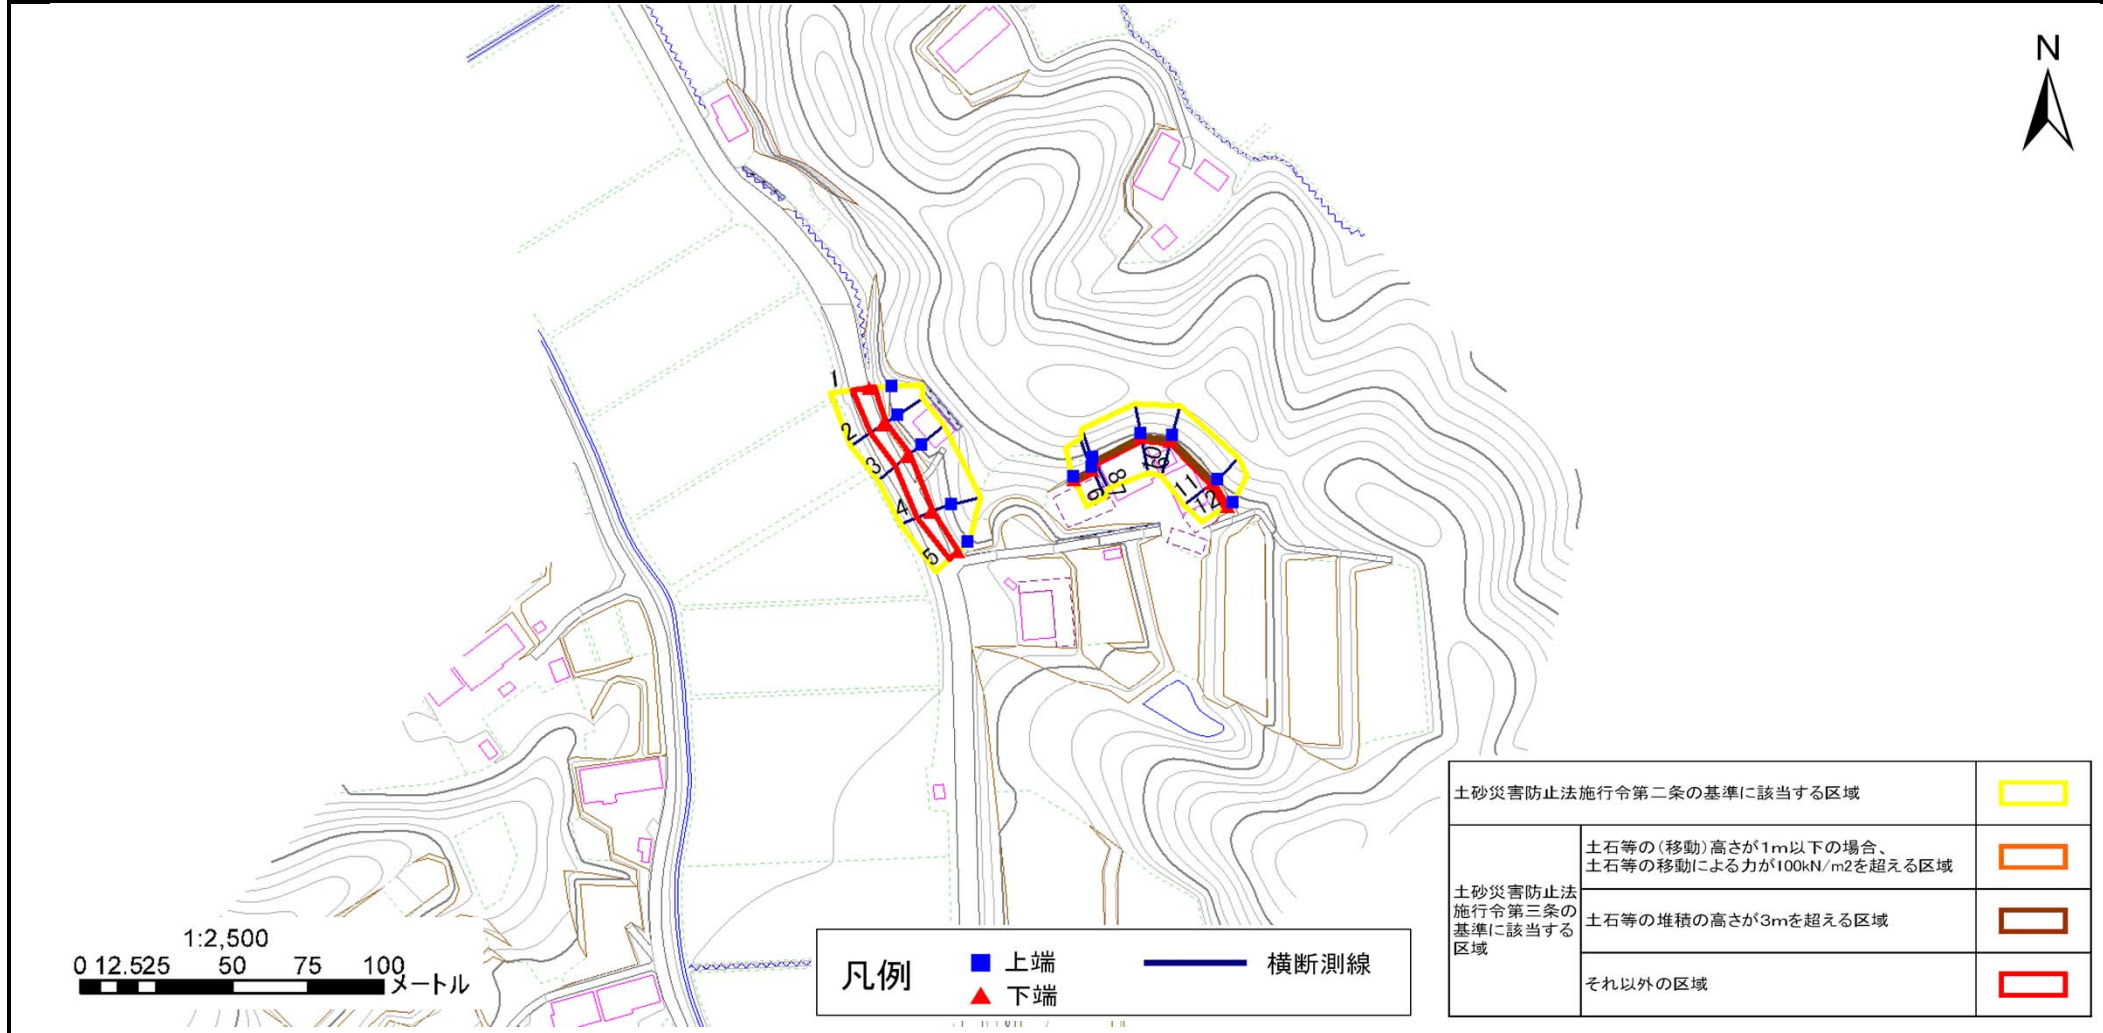 N
1
2
3
4
5
6
7
8
9
10
11
12
土砂災害防止法施行令第二条の基準に該当する区域
土砂災害防止法
施行令第三条の
基準に該当する
区域
土石等の(移動)高さが1m以下の場合、
土石等の移動による力が100kN/m2を超える区域
土石等の堆積の高さが3mを超える区域
それ以外の区域
1:2,500
0 12.525 50 75 100
メートル
凡例
上端
下端
横断測線